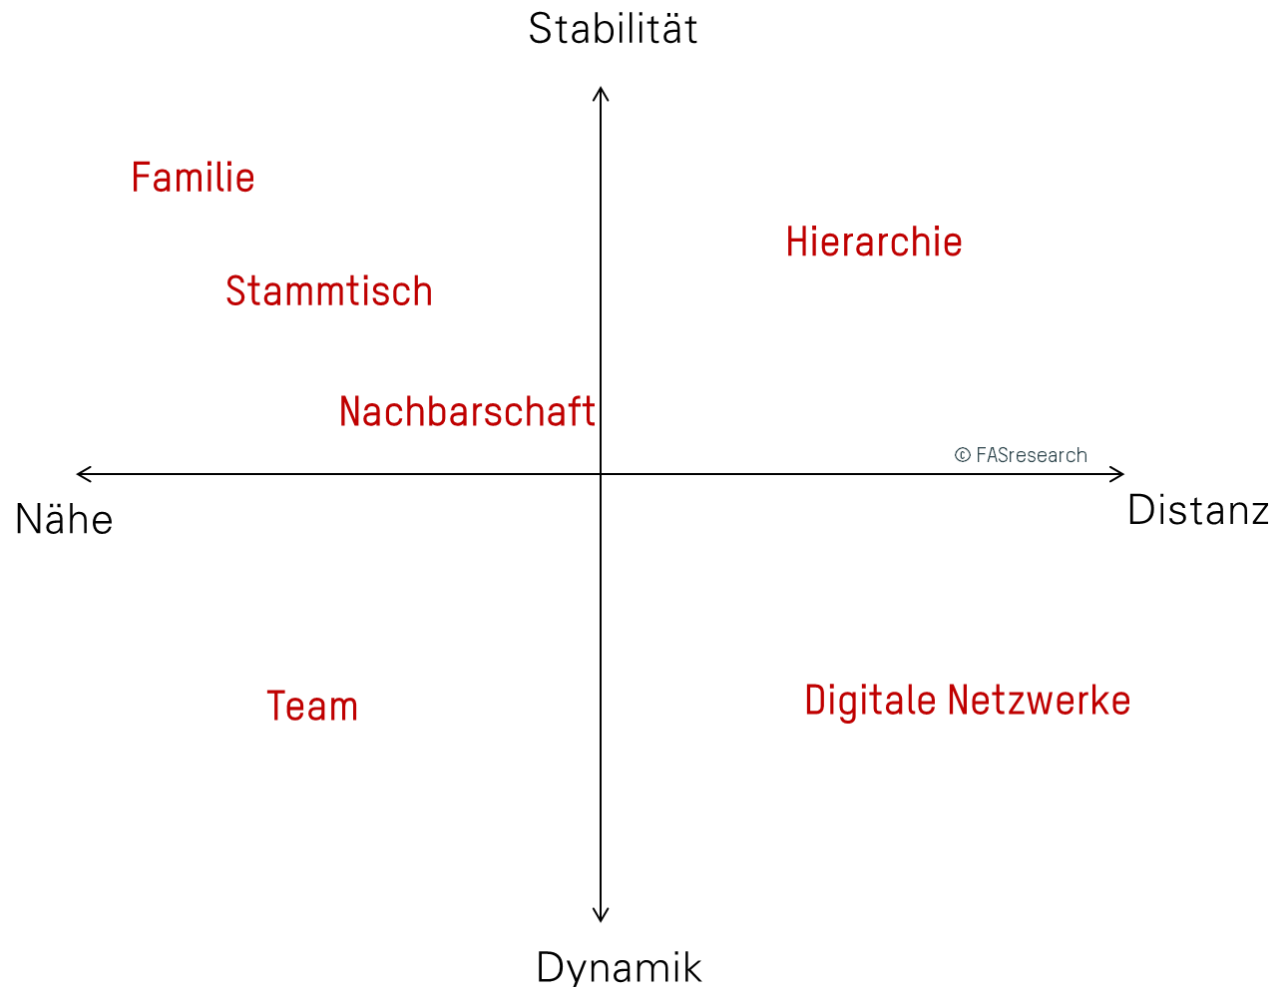 Stabilität
Familie
Hierarchie
Stammtisch
Nachbarschaft
© FASresearch
Nähe
Distanz
Team
Digitale Netzwerke
Dynamik